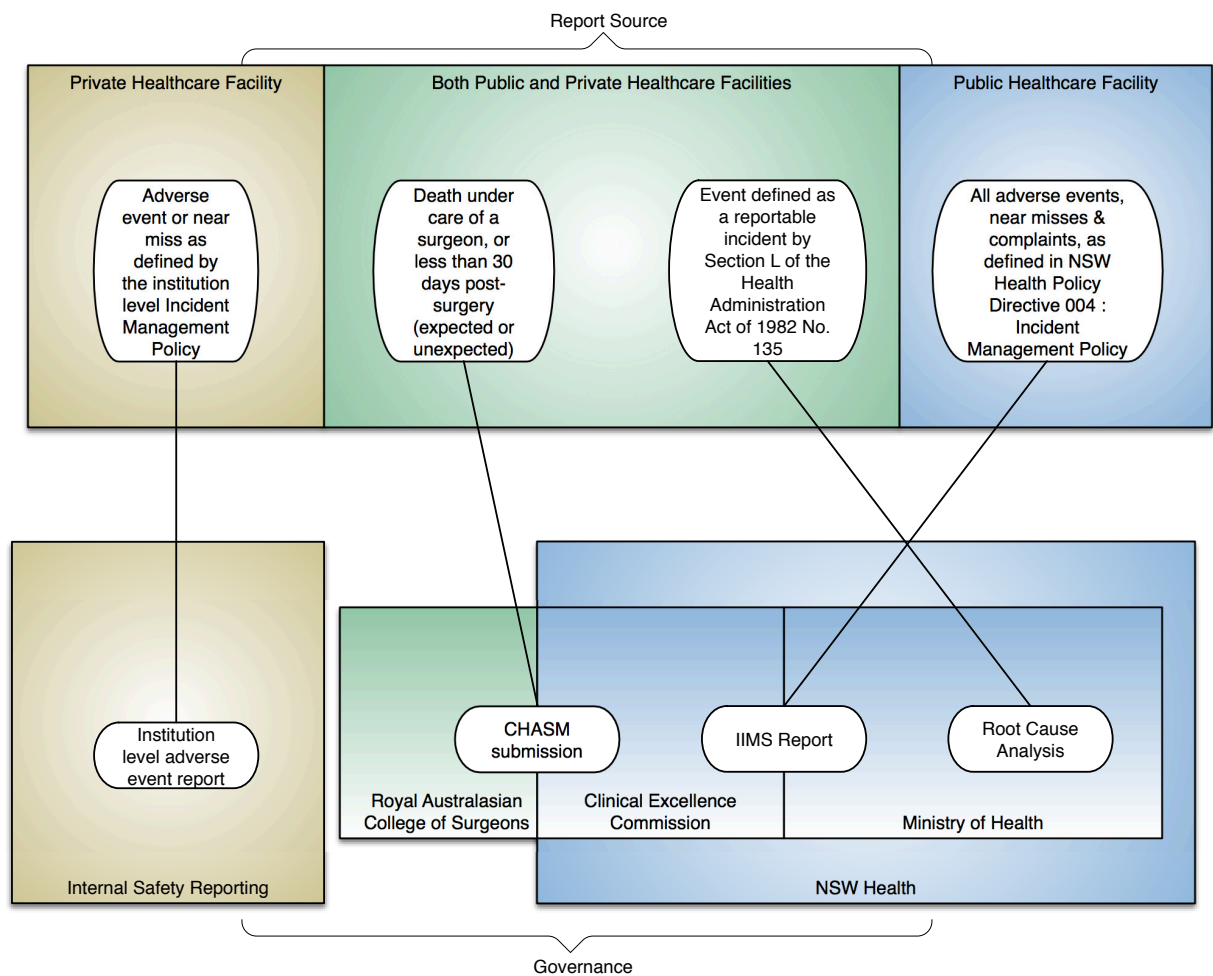 Report Source
Private Healthcare Facility
Both Public and Private Healthcare Facilities
Public Healthcare Facility
Adverse
event or near
miss as
defined by
the institution
level Incident
Management
Policy
Death under
care of a
surgeon, or
less than 30
days post-
surgery
(expected or
unexpected)
Event defined as
a reportable
incident by
Section L of the
Health
Administration
Act of 1982 No.
135
All adverse events,
near misses &
complaints, as
defined in NSW
Health Policy
Directive 004 :
Incident
Management Policy
Institution
level adverse
event report
CHASM
submission
IIMS Report
Root Cause
Analysis
Royal Australasian
College of Surgeons
Clinical Excellence
Commission
Ministry of Health
Internal Safety Reporting
NSW Health
Governance